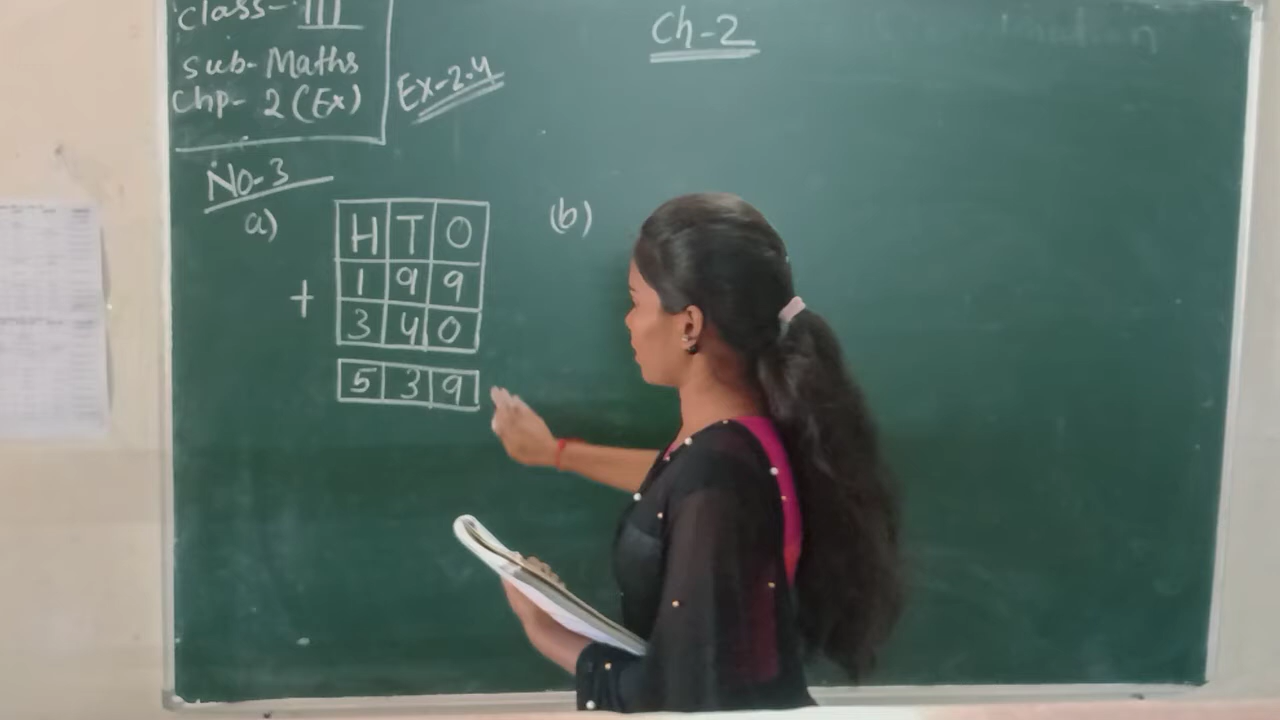 Class- III
Sub- Maths
Chp- 2 (Ex)
Ex-2.4
Ch-2
No-3
a)
H T O
1 9 9
+
3 4 0
5 3 9
(b)